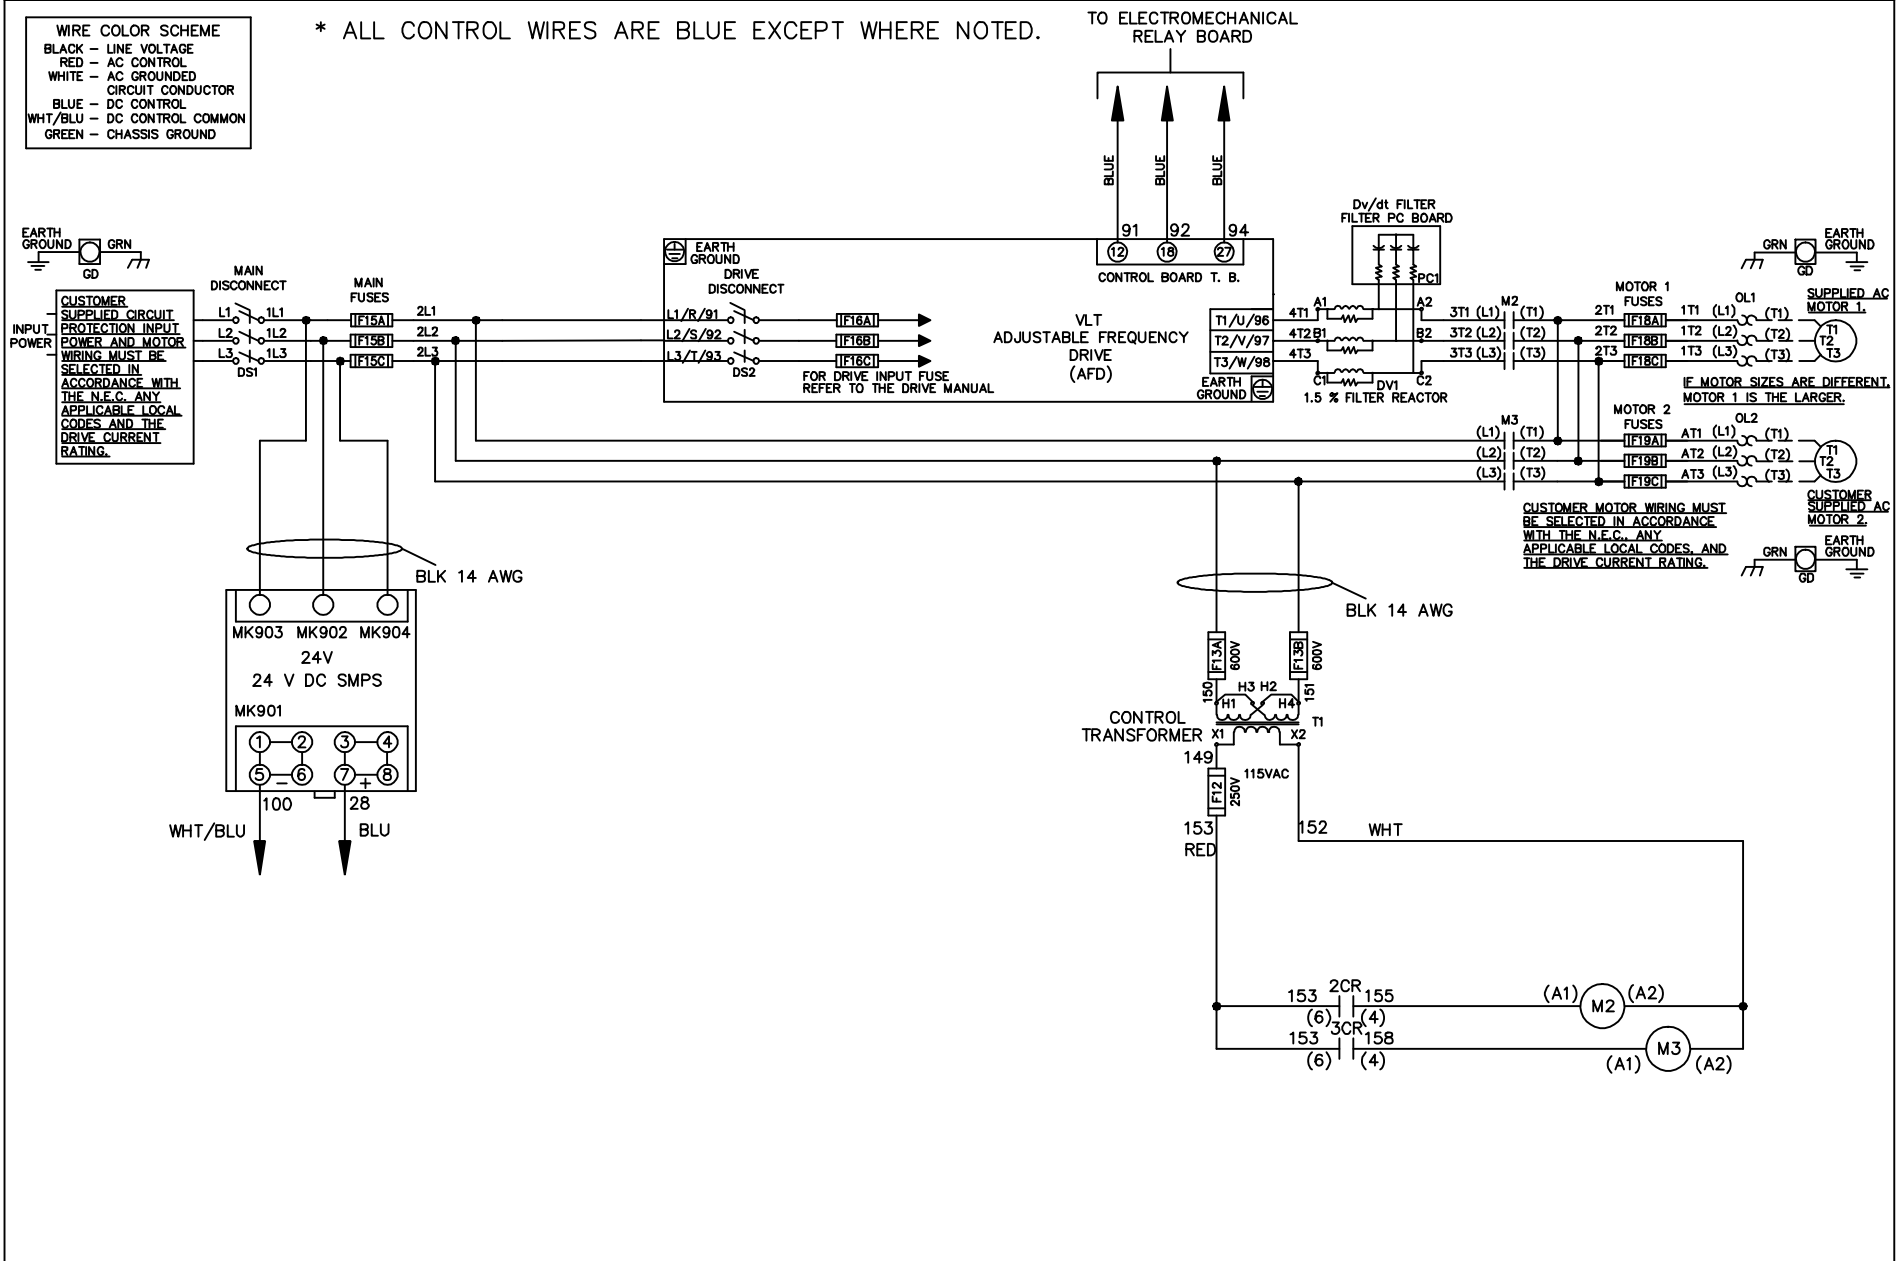 WIRE COLOR SCHEME
BLACK – LINE VOLTAGE
RED – AC CONTROL
WHITE – AC GROUNDED
CIRCUIT CONDUCTOR
BLUE – DC CONTROL
WHT/BLU – DC CONTROL COMMON
GREEN – CHASSIS GROUND
* ALL CONTROL WIRES ARE BLUE EXCEPT WHERE NOTED.
TO ELECTROMECHANICAL
RELAY BOARD
BLUE
BLUE
BLUE
91 92 94
12 18 27
CONTROL BOARD T. B.
EARTH
GROUND
GRN
GD
INPUT
POWER
CUSTOMER
SUPPLIED CIRCUIT
PROTECTION INPUT
POWER AND MOTOR
WIRING MUST BE
SELECTED IN
ACCORDANCE WITH
THE N.E.C. ANY
APPLICABLE LOCAL
CODES AND THE
DRIVE CURRENT
RATING.
MAIN
DISCONNECT
L1 1L1
L2 1L2
L3 1L3
DS1
MAIN
FUSES
F15A
F15B
F15C
2L1
2L2
2L3
EARTH
GROUND
DRIVE
DISCONNECT
L1/R/91
L2/S/92
L3/T/93
DS2
F16A
F16B
F16C
FOR DRIVE INPUT FUSE
REFER TO THE DRIVE MANUAL
VLT
ADJUSTABLE FREQUENCY
DRIVE
(AFD)
T1/U/96
T2/V/97
T3/W/98
EARTH
GROUND
Dv/dt FILTER
FILTER PC BOARD
PC1
4T1 A1 A2
4T2 B1 B2
4T3
C1 DV1 C2
1.5 % FILTER REACTOR
M2
3T1 (L1) (T1)
3T2 (L2) (T2)
3T3 (L3) (T3)
MOTOR 1
FUSES
2T1 F18A 1T1 (L1) (T1)
2T2 F18B 1T2 (L2) (T2)
2T3 F18C 1T3 (L3) (T3)
OL1
GRN
GD
EARTH
GROUND
SUPPLIED AC
MOTOR 1.
T1
T2
T3
IF MOTOR SIZES ARE DIFFERENT,
MOTOR 1 IS THE LARGER.
M3
(L1) (T1)
(L2) (T2)
(L3) (T3)
MOTOR 2
FUSES
OL2
F19A AT1 (L1) (T1)
F19B AT2 (L2) (T2)
F19C AT3 (L3) (T3)
T1
T2
T3
CUSTOMER
SUPPLIED AC
MOTOR 2.
CUSTOMER MOTOR WIRING MUST
BE SELECTED IN ACCORDANCE
WITH THE N.E.C., ANY
APPLICABLE LOCAL CODES, AND
THE DRIVE CURRENT RATING.
GRN
GD
EARTH
GROUND
BLK 14 AWG
MK903 MK902 MK904
24V
24 V DC SMPS
MK901
1 2 3 4
5 6 7 8
– +
100 28
WHT/BLU BLU
BLK 14 AWG
F13A 600V
F13B 600V
150 151
H3 H2
H1 H4
T1
CONTROL
TRANSFORMER
X1 X2
149
115VAC
F12 250V
153
RED
152 WHT
153 2CR 155
(6) (4)
(A1) M2 (A2)
153 3CR 158
(6) (4)
(A1) M3 (A2)